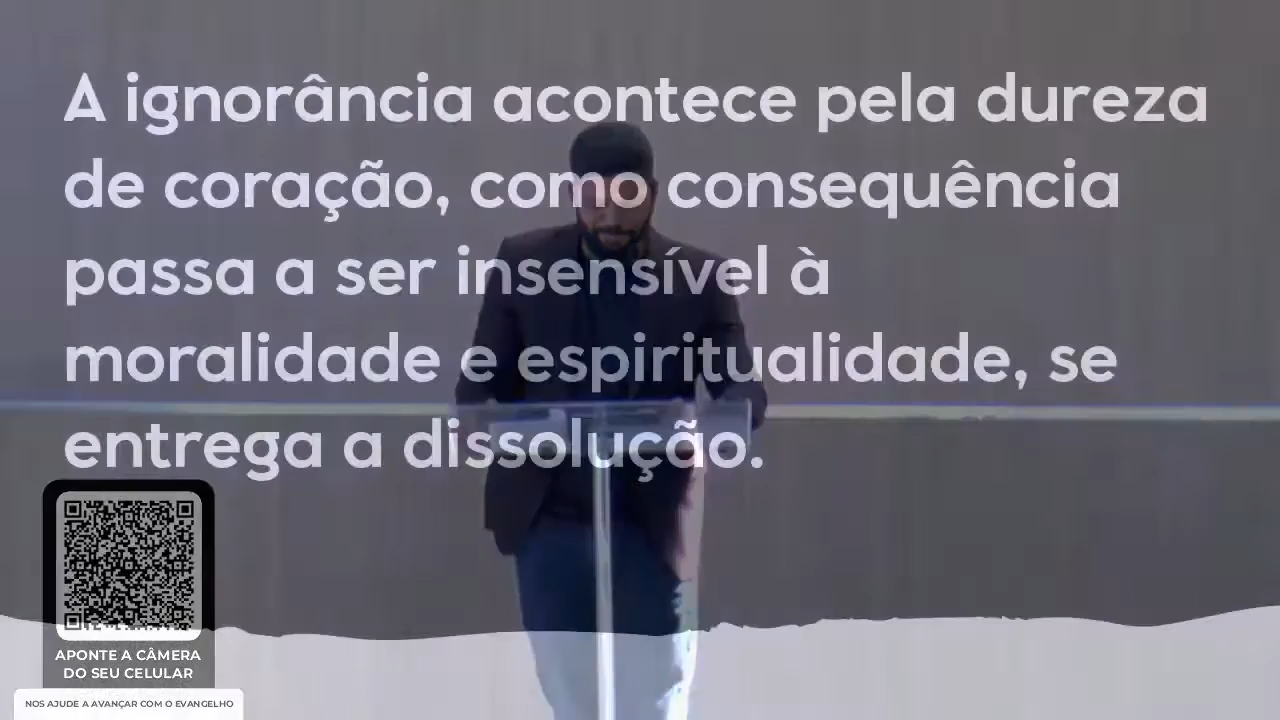 A ignorância acontece pela dureza
de coração, como consequência
passa a ser insensível à
moralidade e espiritualidade, se
entrega a dissolução.
APONTE A CÂMERA
DO SEU CELULAR
NOS AJUDE A AVANÇAR COM O EVANGELHO